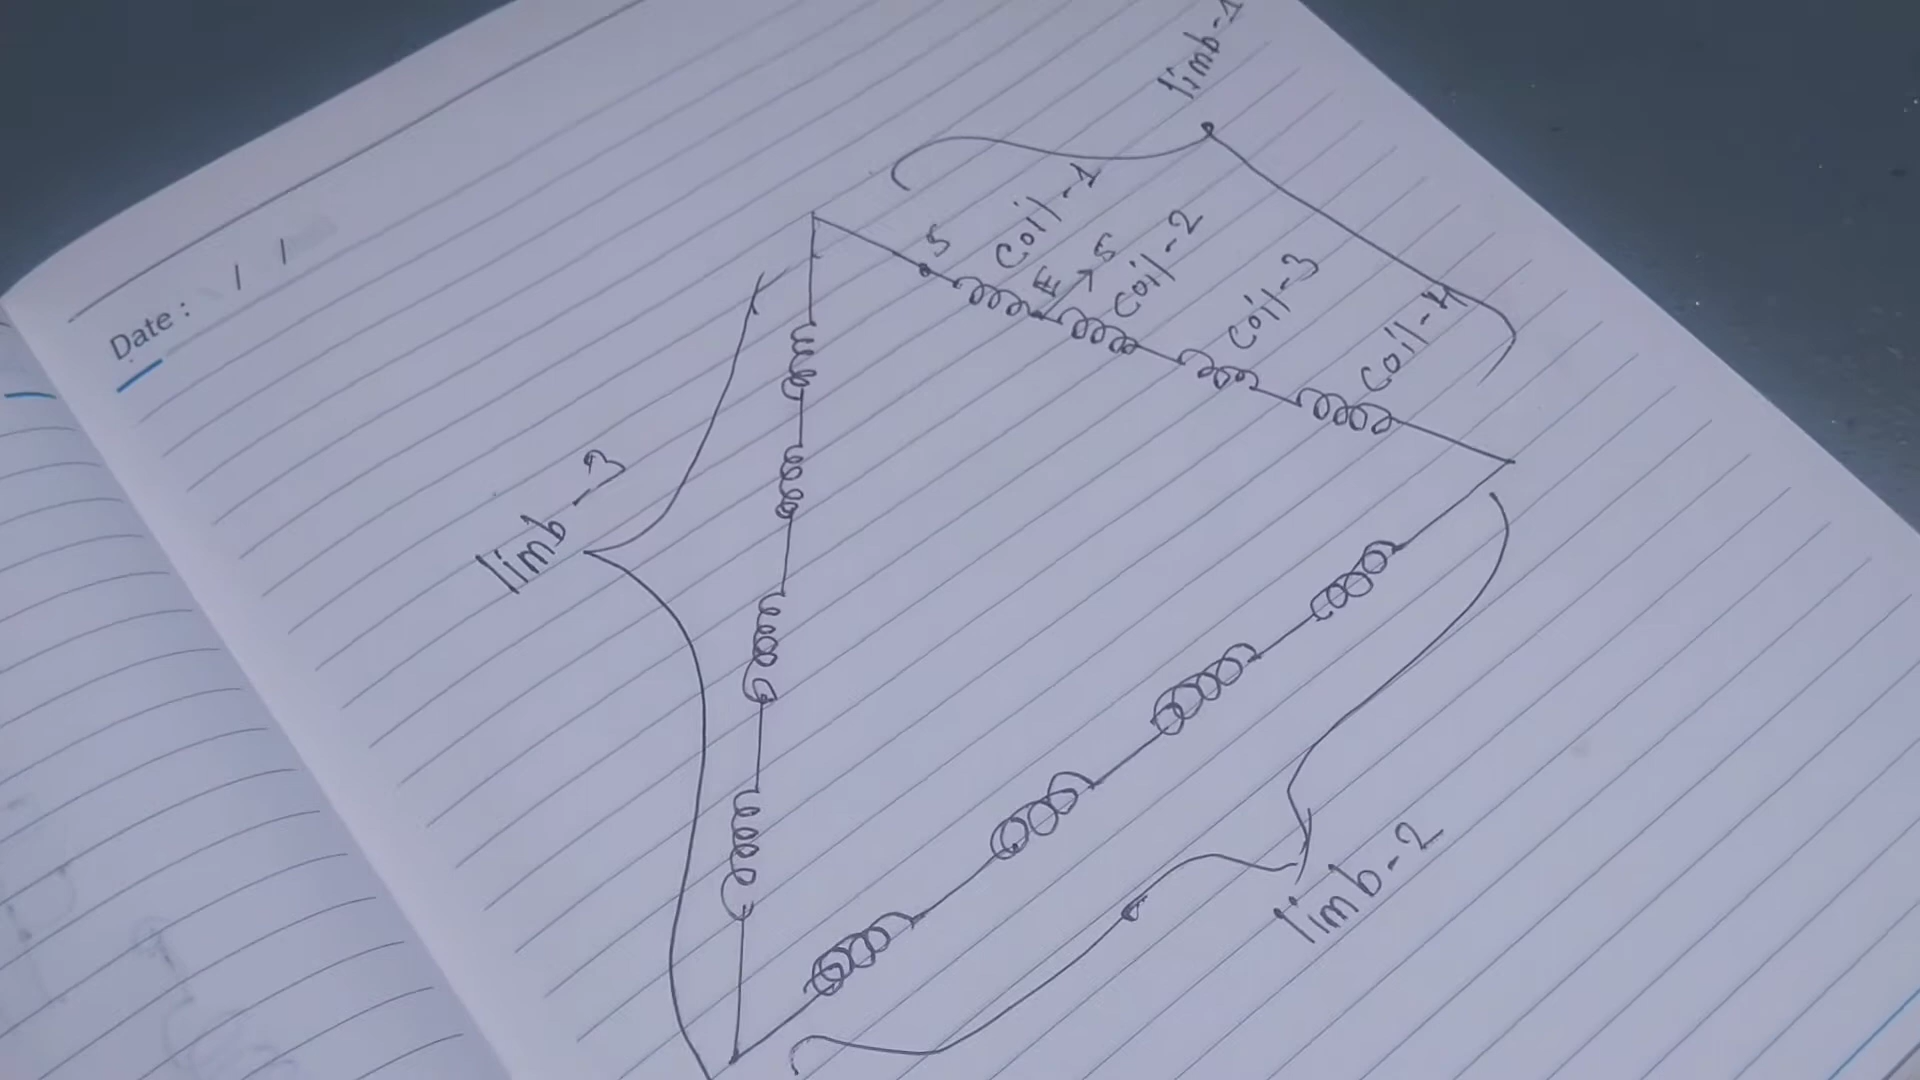 Date : / /
limb-1
S
Coil-1
E → S
Coil-2
Coil-3
Coil-4
limb-3
limb-2